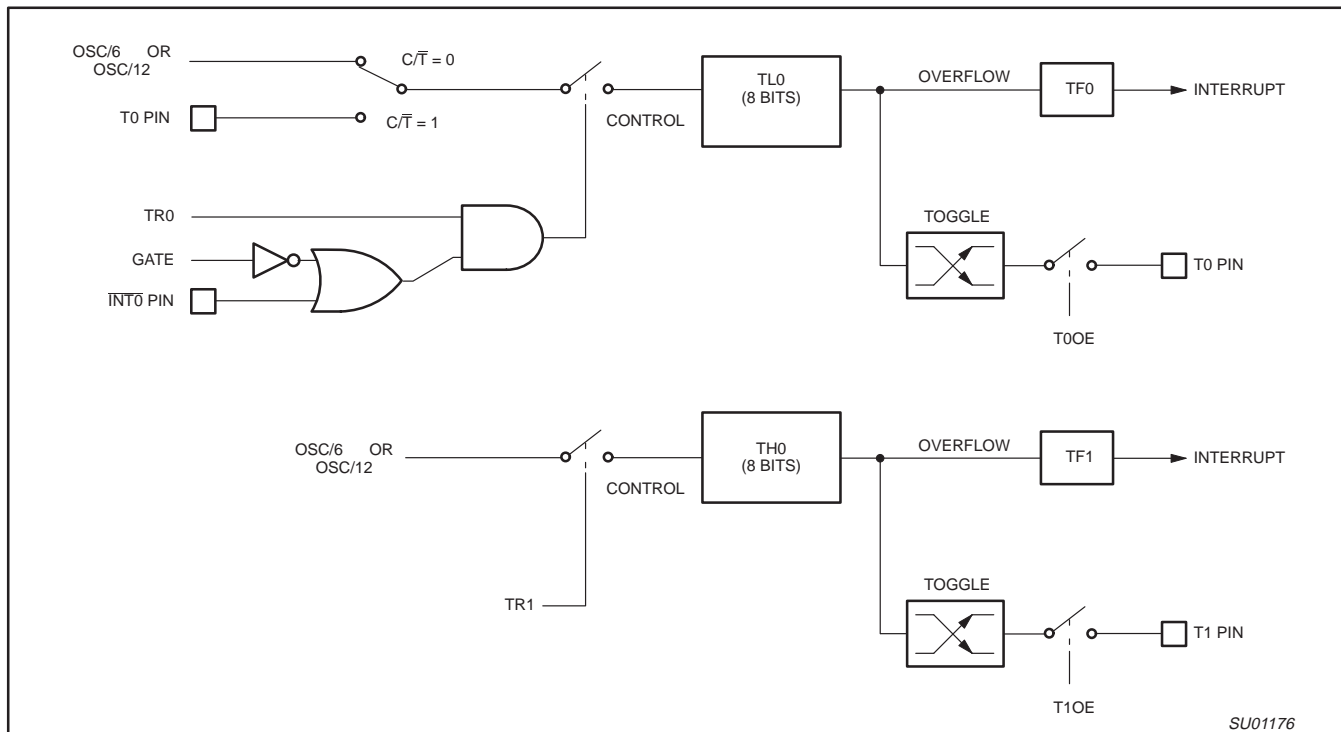 OSC/6 OR
OSC/12
C/T̅ = 0
T0 PIN
C/T̅ = 1
CONTROL
TL0
(8 BITS)
OVERFLOW
TF0
INTERRUPT
TR0
GATE
I̅N̅T̅0̅ PIN
TOGGLE
T0 PIN
T0OE
OSC/6 OR
OSC/12
CONTROL
TH0
(8 BITS)
OVERFLOW
TF1
INTERRUPT
TR1
TOGGLE
T1 PIN
T1OE
SU01176